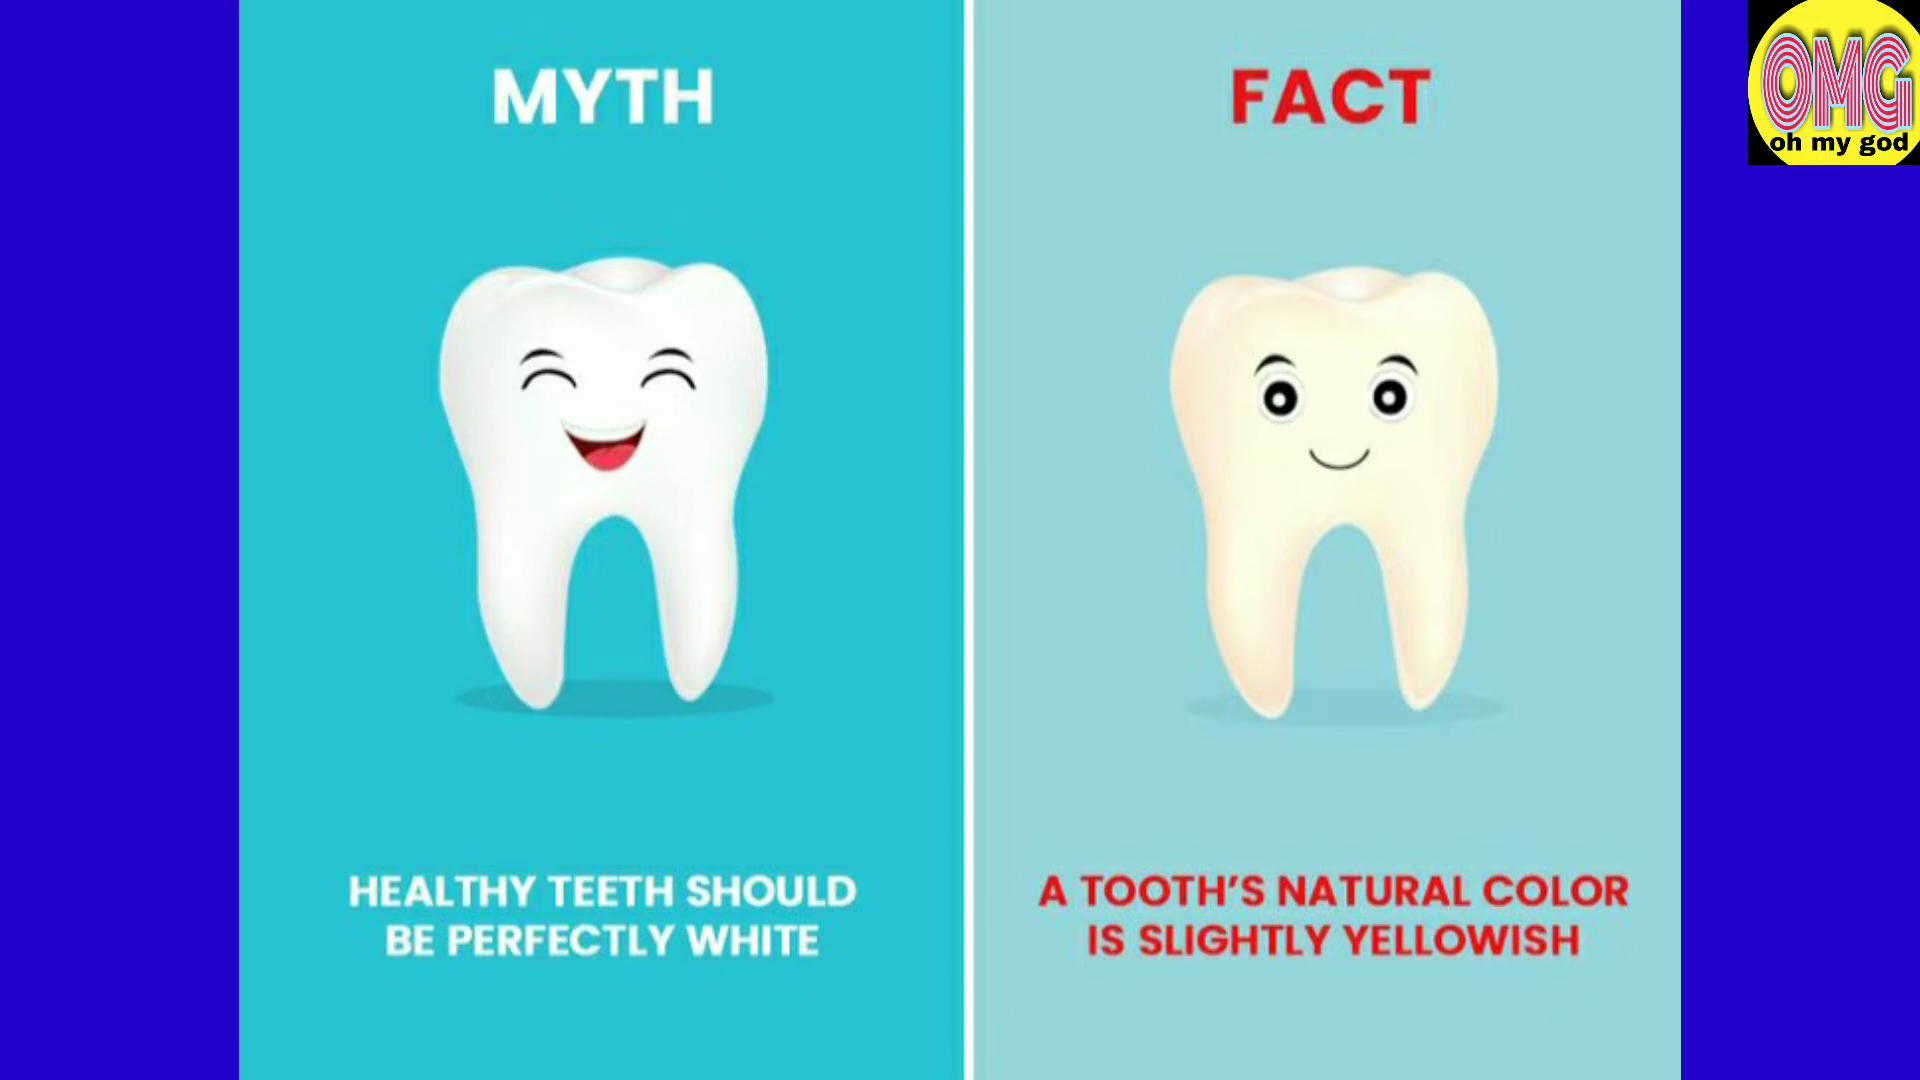 MYTH
HEALTHY TEETH SHOULD
BE PERFECTLY WHITE
FACT
A TOOTH'S NATURAL COLOR
IS SLIGHTLY YELLOWISH
OMG
oh my god